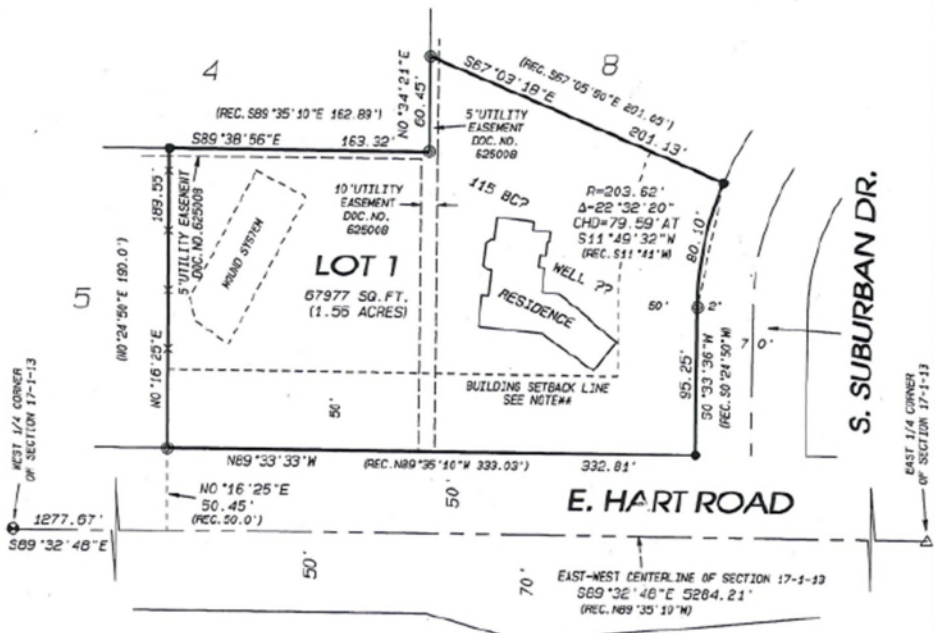 4
8
(REC. S89°35'10"E 162.89')
S89°38'56"E 163.32'
N0°34'21"E
60.45'
(REC. S67°05'50"E 201.05')
S67°03'18"E
201.13'
5'UTILITY
EASEMENT
DOC. NO.
625008
10'UTILITY
EASEMENT
DOC. NO.
625008
5'UTILITY EASEMENT
DOC. NO. 625008
189.55'
(N0°24'50"E 190.0')
N0°16'25"E
5
MOUND SYSTEM
LOT 1
67977 SQ. FT.
(1.56 ACRES)
115 BC?
WELL ??
RESIDENCE
R=203.62'
Δ=22°32'20"
CHD=79.59' AT
S11°49'32"W
(REC. S11°41'W)
80.10'
50'
2'
95.25'
S0°33'36"W
(REC. S0°24'50"W)
70'
S. SUBURBAN DR.
BUILDING SETBACK LINE
SEE NOTE##
50'
N89°33'33"W
(REC. N89°35'10"W 333.03')
332.81'
WEST 1/4 CORNER
OF SECTION 17-1-13
EAST 1/4 CORNER
OF SECTION 17-1-13
N0°16'25"E
50.45'
(REC. 50.0')
50'
E. HART ROAD
1277.67'
S89°32'48"E
50'
70'
EAST-WEST CENTERLINE OF SECTION 17-1-13
S89°32'48"E 5264.21'
(REC. N89°35'10"W)